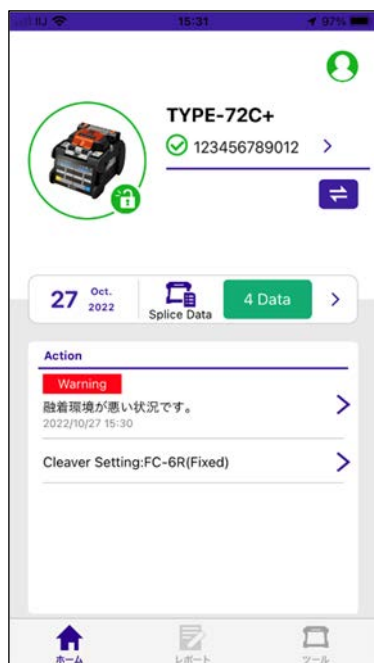 IIJ 15:31 97%
TYPE-72C+
123456789012
27 Oct. 2022
Splice Data
4 Data
Action
Warning
融着環境が悪い状況です。
2022/10/27 15:30
Cleaver Setting:FC-6R(Fixed)
ホーム レポート ツール